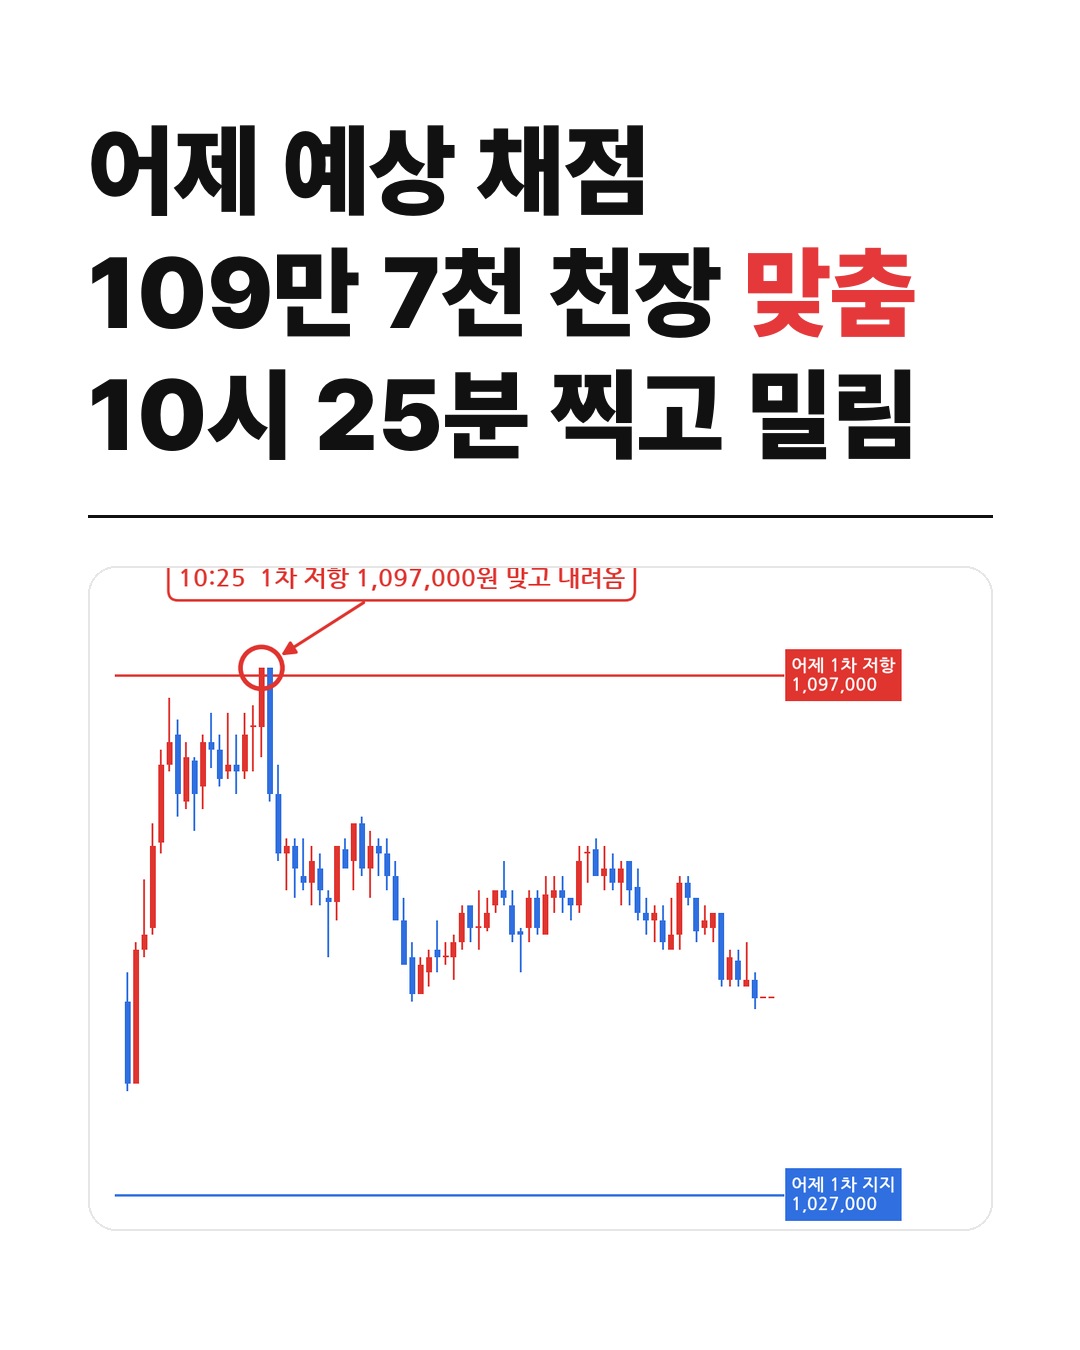 어제 예상 채점
109만 7천 천장 맞춤
10시 25분 찍고 밀림
10:25 1차 저항 1,097,000원 맞고 내려옴
어제 1차 저항
1,097,000
어제 1차 지지
1,027,000